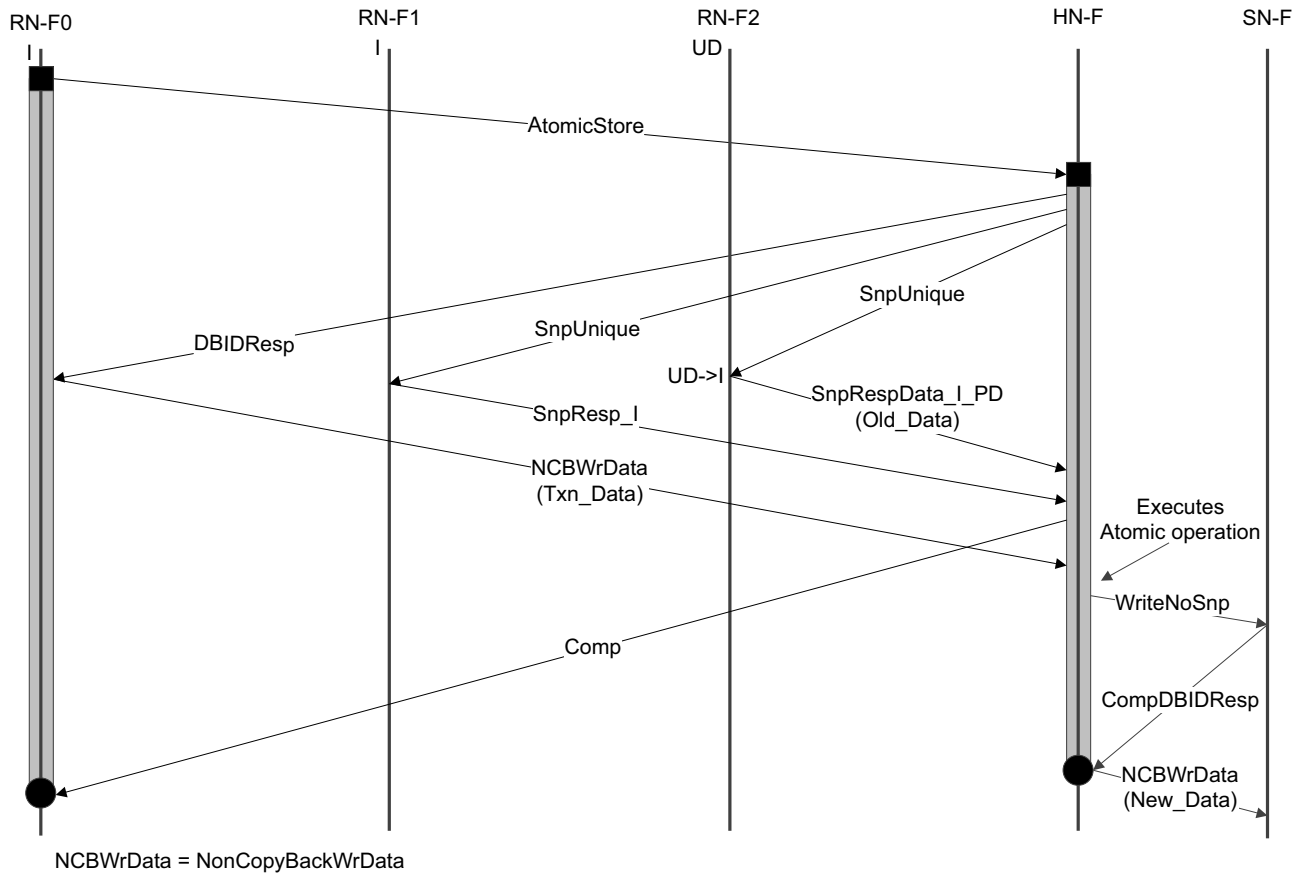 RN-F0
RN-F1
RN-F2
HN-F
SN-F
I
I
UD
AtomicStore
SnpUnique
SnpUnique
DBIDResp
UD->I
SnpRespData_I_PD
(Old_Data)
SnpResp_I
NCBWrData
(Txn_Data)
Executes
Atomic operation
WriteNoSnp
Comp
CompDBIDResp
NCBWrData
(New_Data)
NCBWrData = NonCopyBackWrData